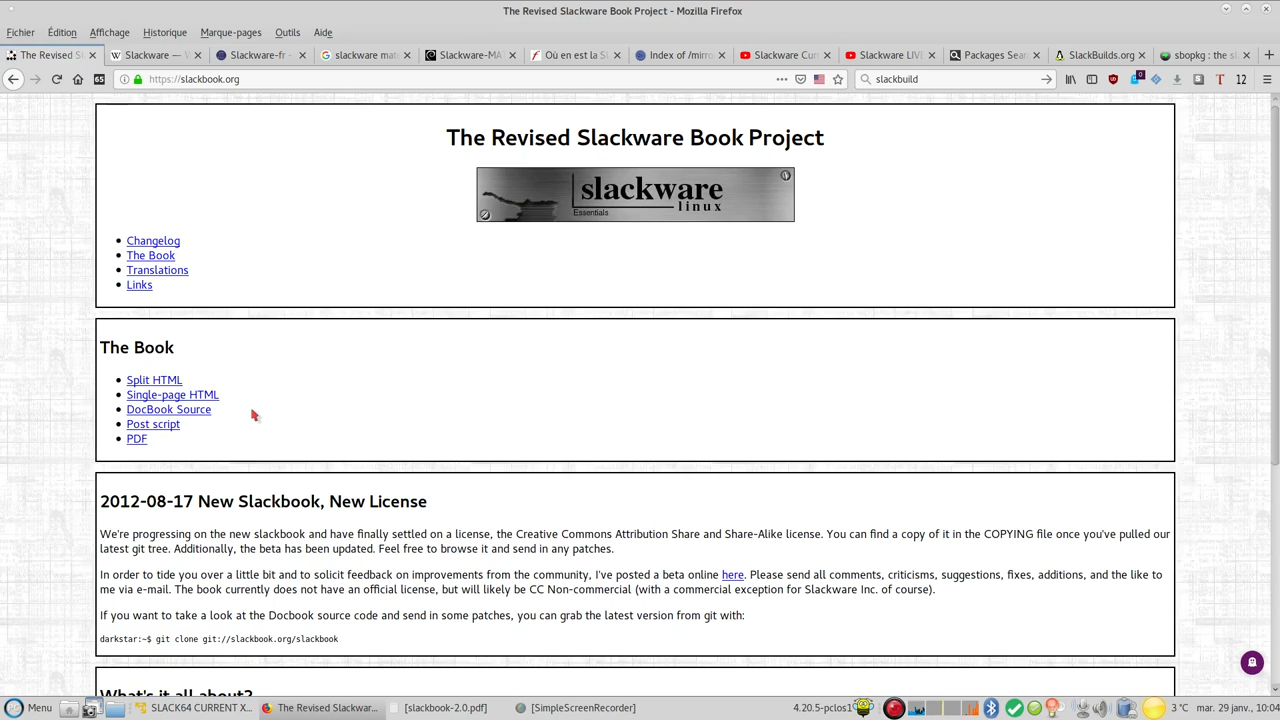 The Revised Slackware Book Project - Mozilla Firefox
Fichier Édition Affichage Historique Marque-pages Outils Aide
The Revised Sl
Slackware —
Slackware-fr -
slackware mat
Slackware-MA
Où en est la S
Index of /mirro
Slackware Curr
Slackware LIVE
Packages Sear
SlackBuilds.org
sbopkg : the sl
65 https://slackbook.org slackbuild 0 T 12
The Revised Slackware Book Project
slackware
linux
Essentials
Changelog
The Book
Translations
Links
The Book
Split HTML
Single-page HTML
DocBook Source
Post script
PDF
2012-08-17 New Slackbook, New License
We're progressing on the new slackbook and have finally settled on a license, the Creative Commons Attribution Share and Share-Alike license. You can find a copy of it in the COPYING file once you've pulled our
latest git tree. Additionally, the beta has been updated. Feel free to browse it and send in any patches.
In order to tide you over a little bit and to solicit feedback on improvements from the community, I've posted a beta online here. Please send all comments, criticisms, suggestions, fixes, additions, and the like to
me via e-mail. The book currently does not have an official license, but will likely be CC Non-commercial (with a commercial exception for Slackware Inc. of course).
If you want to take a look at the Docbook source code and send in some patches, you can grab the latest version from git with:
darkstar:~$ git clone git://slackbook.org/slackbook
What's it all about?
Menu SLACK64 CURRENT X... The Revised Slackwar... [slackbook-2.0.pdf] [SimpleScreenRecorder] 4.20.5-pclos1 3 °C mar. 29 janv., 10:04